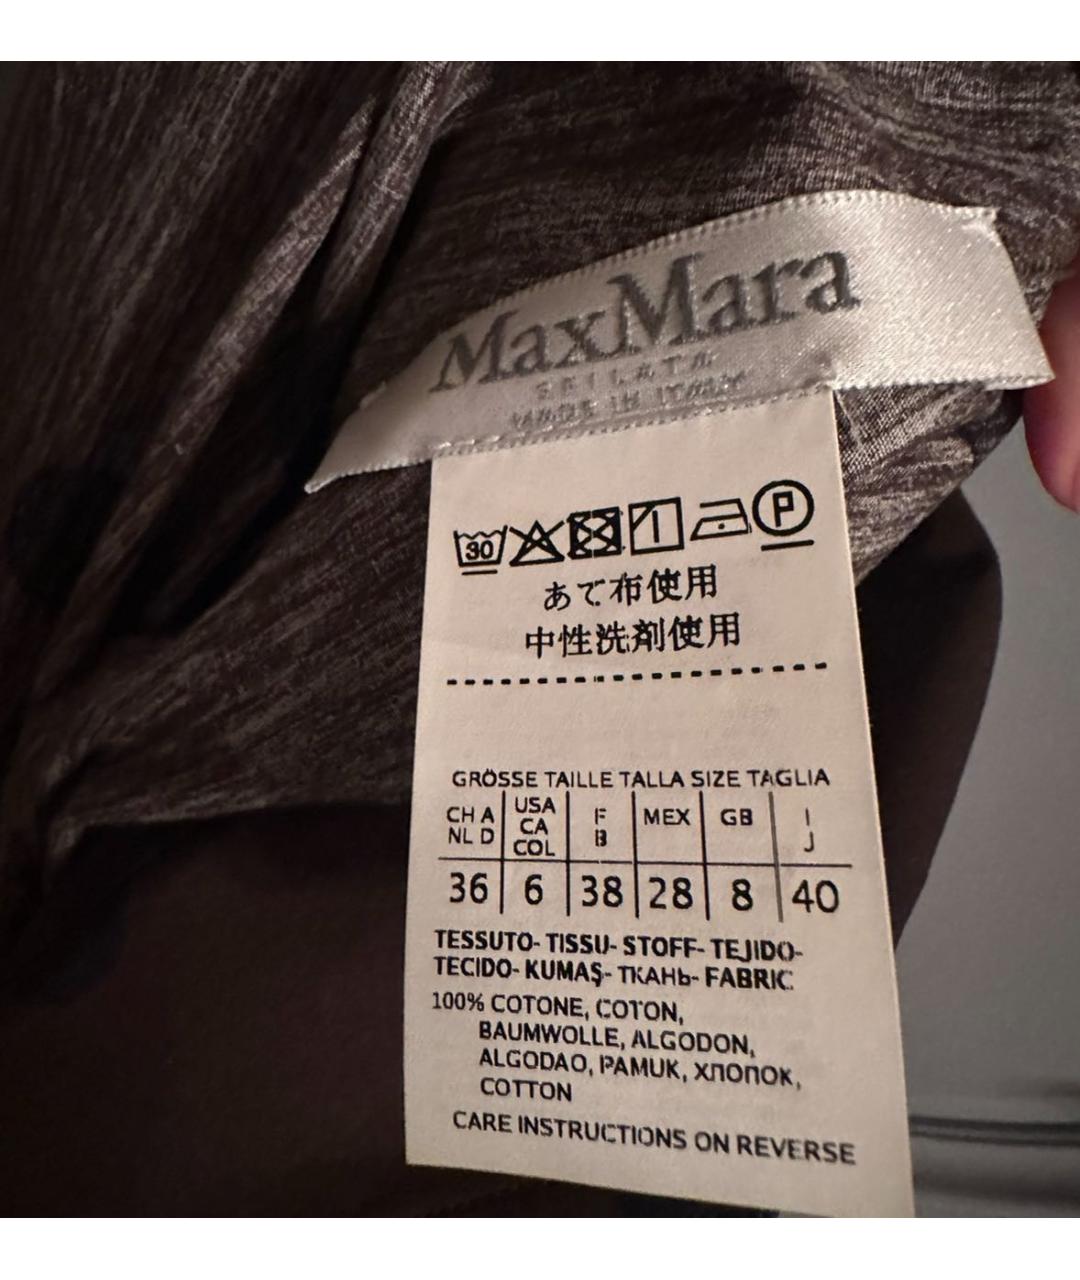 MaxMara
SFILATA
MADE IN ITALY
30
P
あて布使用
中性洗剤使用
GRÖSSE TAILLE TALLA SIZE TAGLIA
CH A NL D USA CA COL F B MEX GB I J
36 6 38 28 8 40
TESSUTO- TISSU- STOFF- TEJIDO-
TECIDO- KUMAŞ- ТКАНЬ- FABRIC:
100% COTONE, COTON,
BAUMWOLLE, ALGODON,
ALGODAO, PAMUK, ХЛОПОК,
COTTON
CARE INSTRUCTIONS ON REVERSE